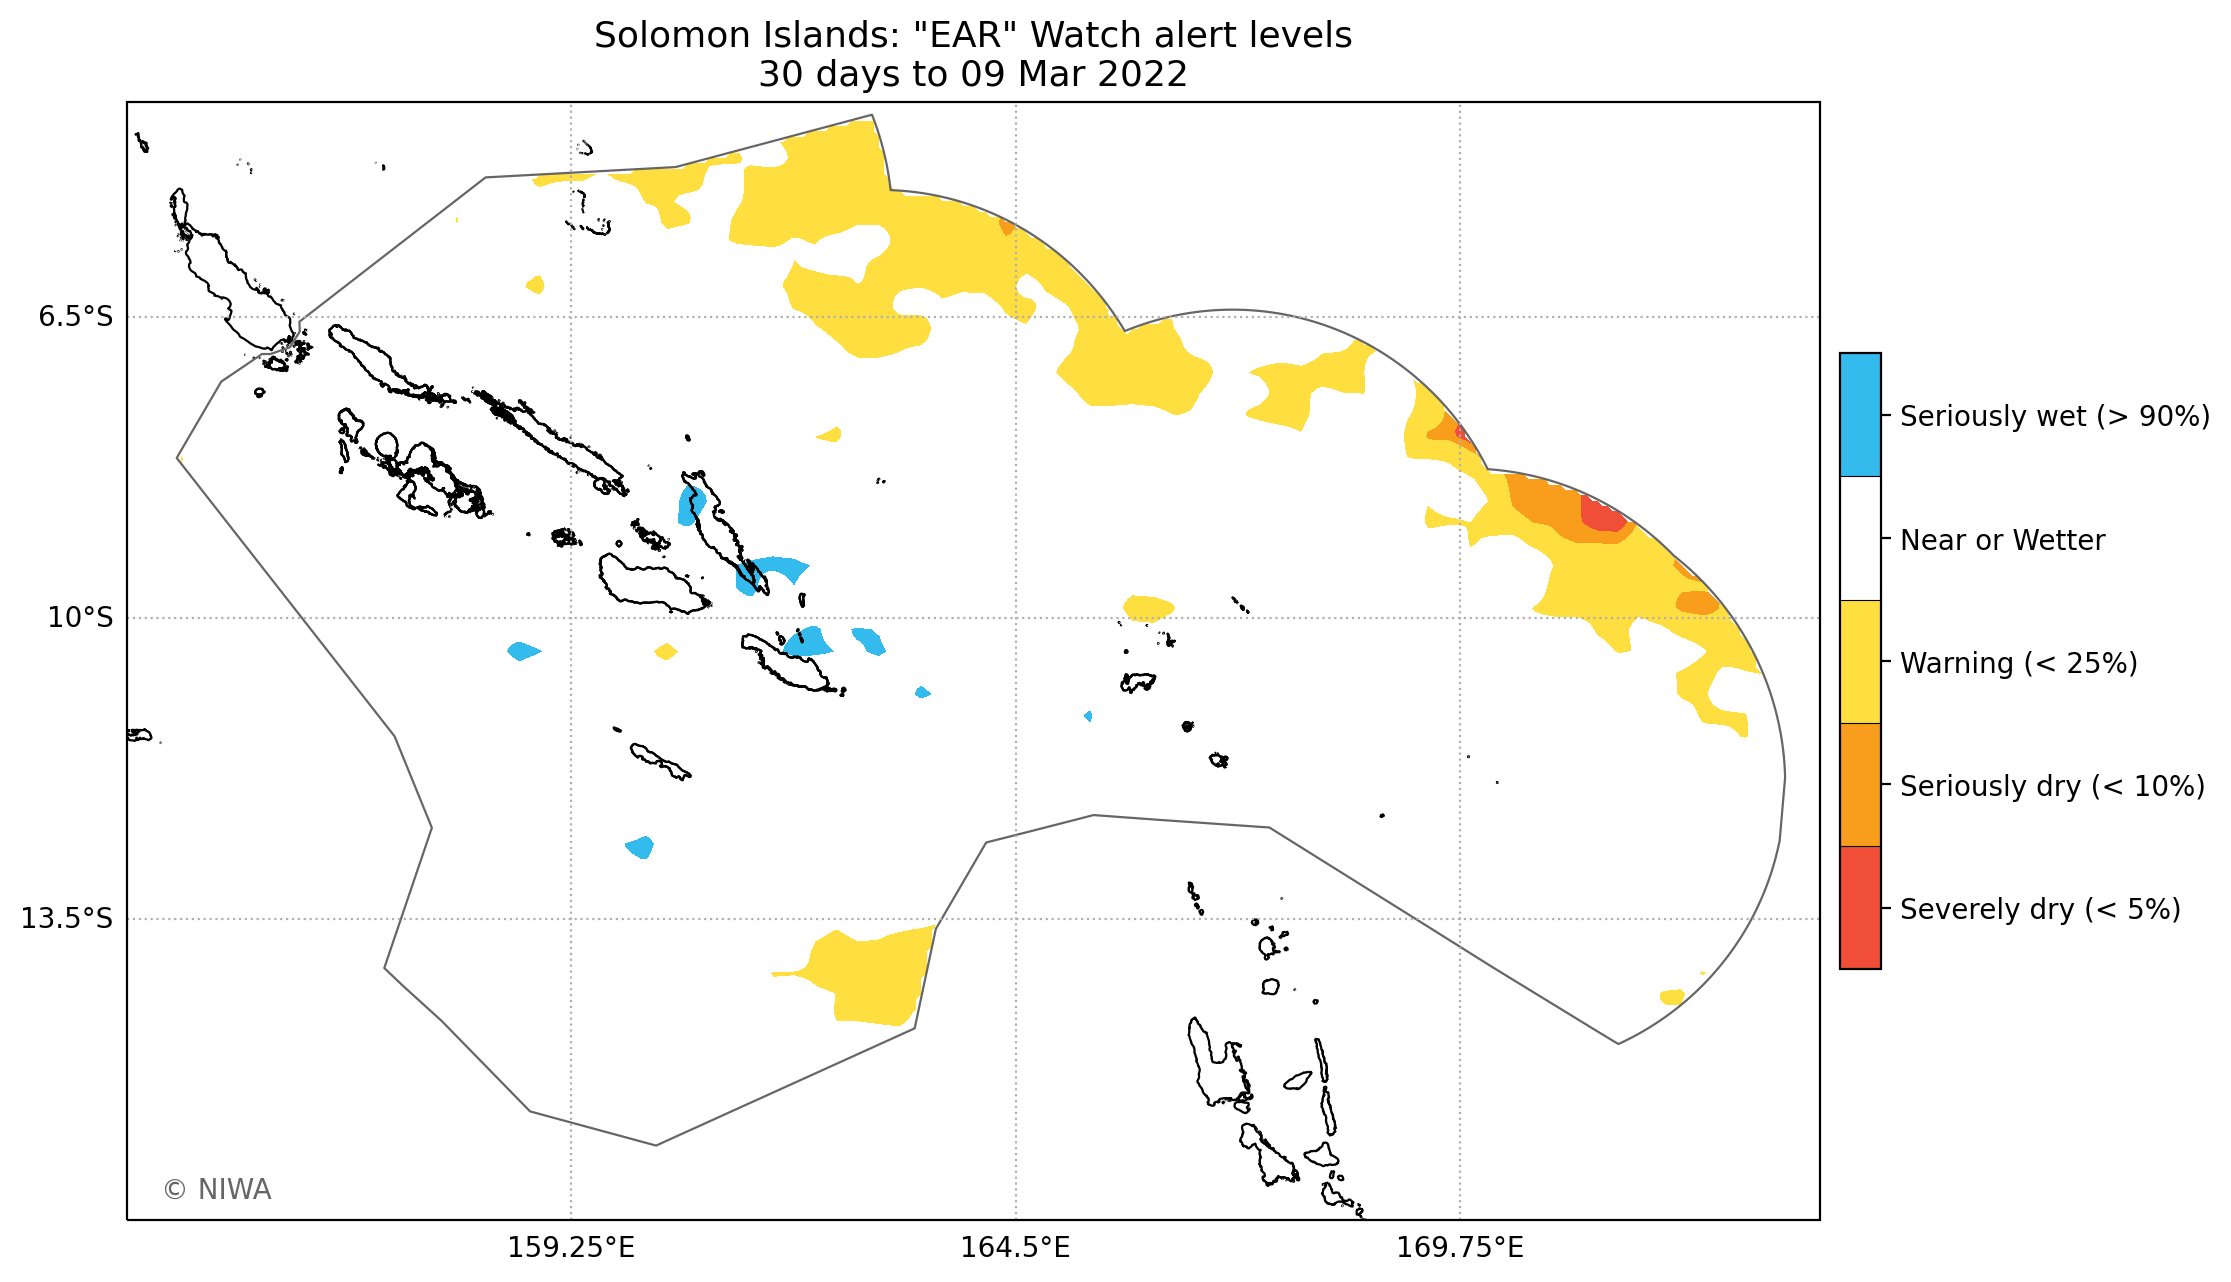 Solomon Islands: "EAR" Watch alert levels
30 days to 09 Mar 2022
6.5°S
10°S
13.5°S
159.25°E
164.5°E
169.75°E
Seriously wet (> 90%)
Near or Wetter
Warning (< 25%)
Seriously dry (< 10%)
Severely dry (< 5%)
© NIWA